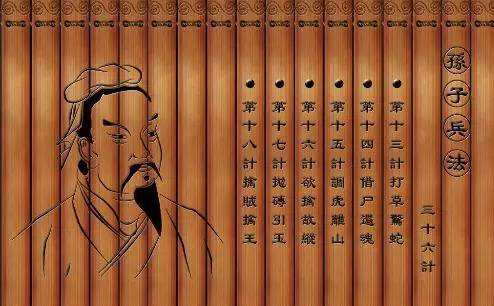 孫子兵法
三十六計
第十三計打草驚蛇
第十四計借尸還魂
第十五計調虎離山
第十六計欲擒故縱
第十七計拋磚引玉
第十八計擒賊擒王